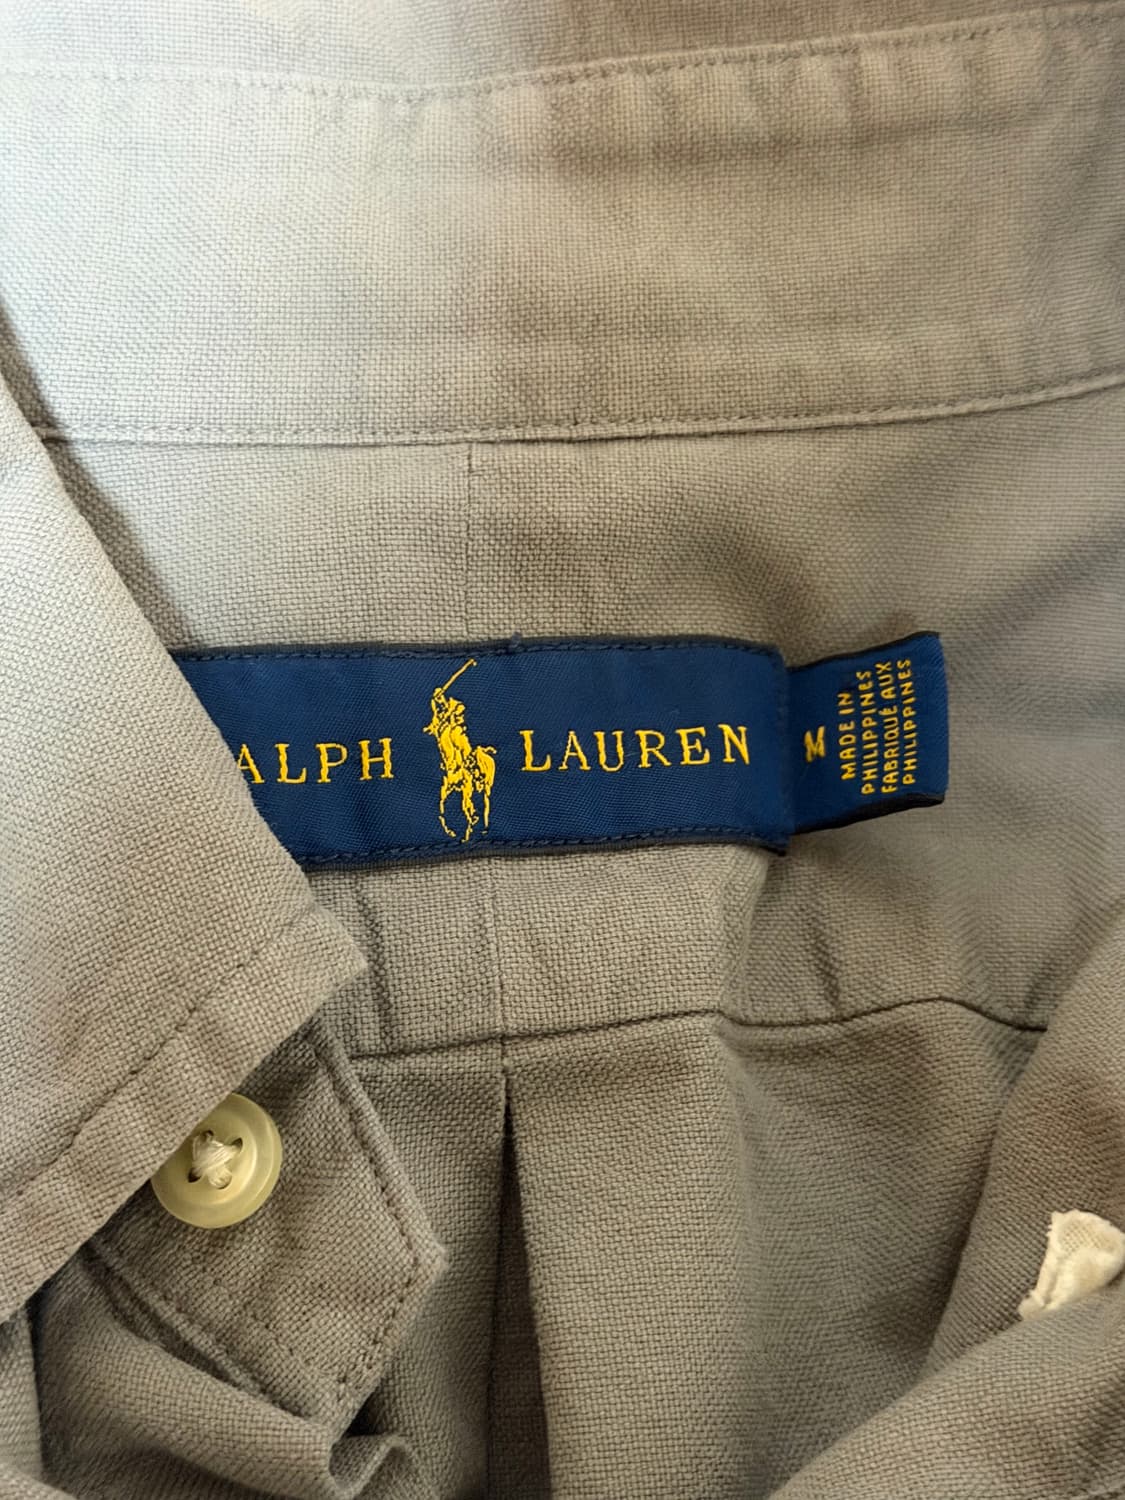 ALPH LAUREN
M
MADE IN
PHILIPPINES
FABRIQUÉ AUX
PHILIPPINES